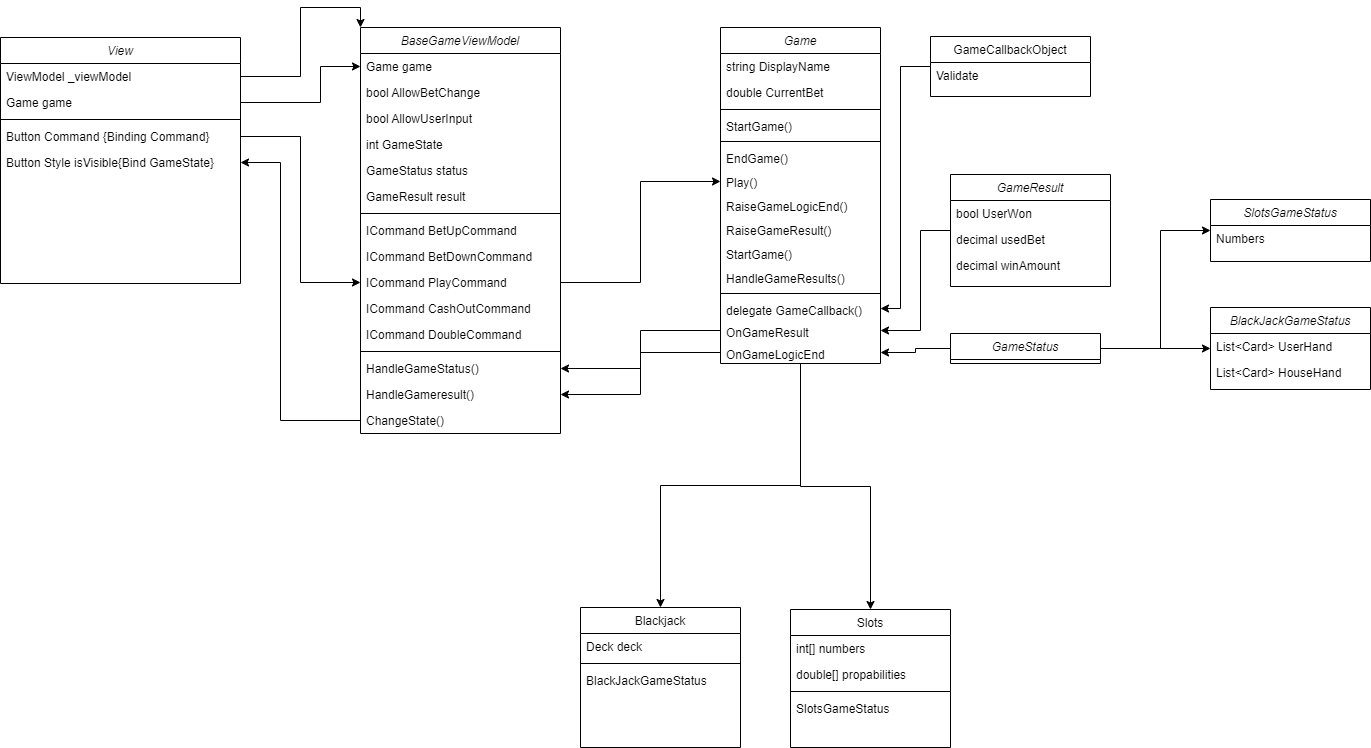 View
ViewModel _viewModel
Game game
Button Command {Binding Command}
Button Style isVisible{Bind GameState}
BaseGameViewModel
Game game
bool AllowBetChange
bool AllowUserInput
int GameState
GameStatus status
GameResult result
ICommand BetUpCommand
ICommand BetDownCommand
ICommand PlayCommand
ICommand CashOutCommand
ICommand DoubleCommand
HandleGameStatus()
HandleGameresult()
ChangeState()
Game
string DisplayName
double CurrentBet
StartGame()
EndGame()
Play()
RaiseGameLogicEnd()
RaiseGameResult()
StartGame()
HandleGameResults()
delegate GameCallback()
OnGameResult
OnGameLogicEnd
GameCallbackObject
Validate
GameResult
bool UserWon
decimal usedBet
decimal winAmount
GameStatus
SlotsGameStatus
Numbers
BlackJackGameStatus
List<Card> UserHand
List<Card> HouseHand
Blackjack
Deck deck
BlackJackGameStatus
Slots
int[] numbers
double[] propabilities
SlotsGameStatus